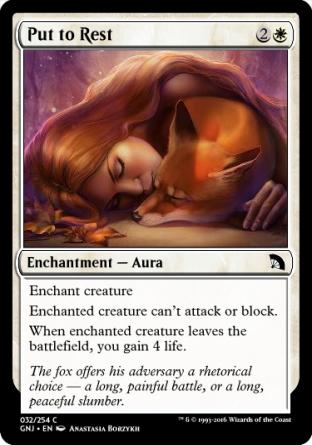 Put to Rest 2
Enchantment — Aura
Enchant creature
Enchanted creature can't attack or block.
When enchanted creature leaves the
battlefield, you gain 4 life.
The fox offers his adversary a rhetorical
choice — a long, painful battle, or a long,
peaceful slumber.
032/254 C
GNJ • EN Anastasia Borzykh
™ & © 1993-2016 Wizards of the Coast